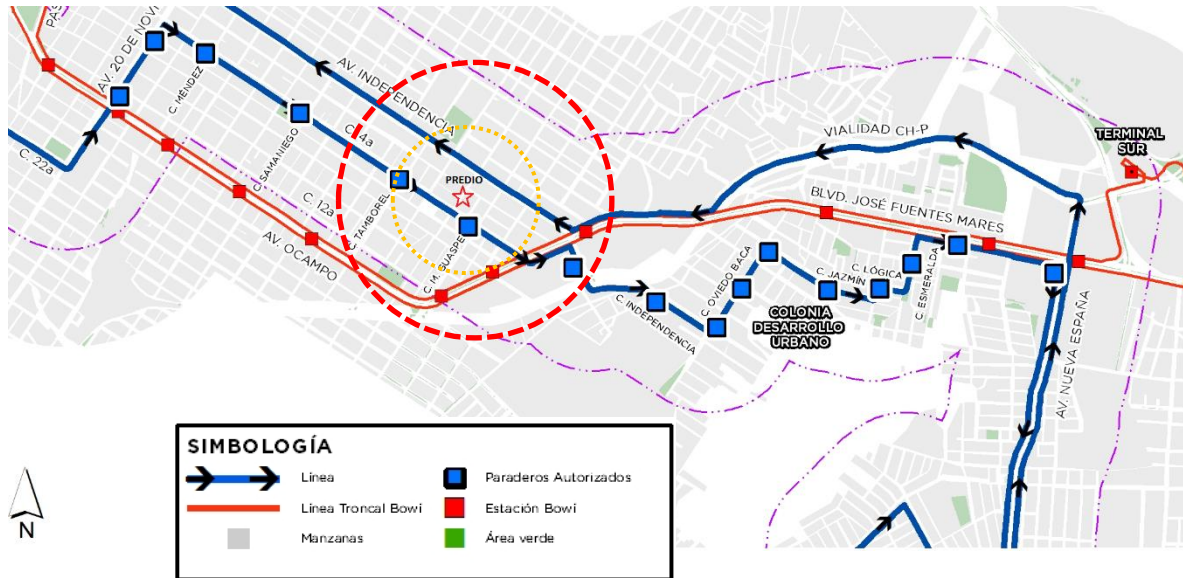 PAS
AV. 20 DE NOVI
C. MÉNDEZ
AV. INDEPENDENCIA
C. SAMANIEGO
C. 4a
C. 22a
C. 12a
PREDIO
C. TAMBOREL
C. M. GUASPE
AV. OCAMPO
VIALIDAD CH-P
TERMINAL
SUR
BLVD. JOSÉ FUENTES MARES
C. OVIEDO BACA
C. JAZMÍN
C. LÓGICA
C. ESMERALDA
C. INDEPENDENCIA
COLONIA
DESARROLLO
URBANO
AV. NUEVA ESPAÑA
SIMBOLOGÍA
Línea
Paraderos Autorizados
Línea Troncal Bowí
Estación Bowí
Manzanas
Área verde
N